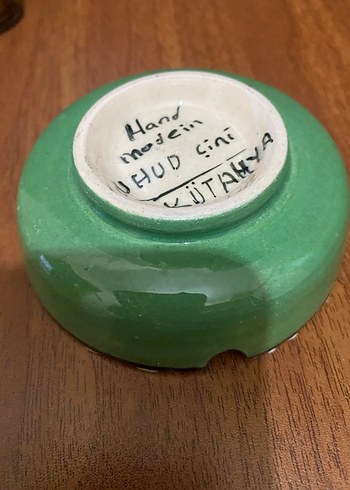 Hand
made in
UHUD Çini
KÜTAHYA